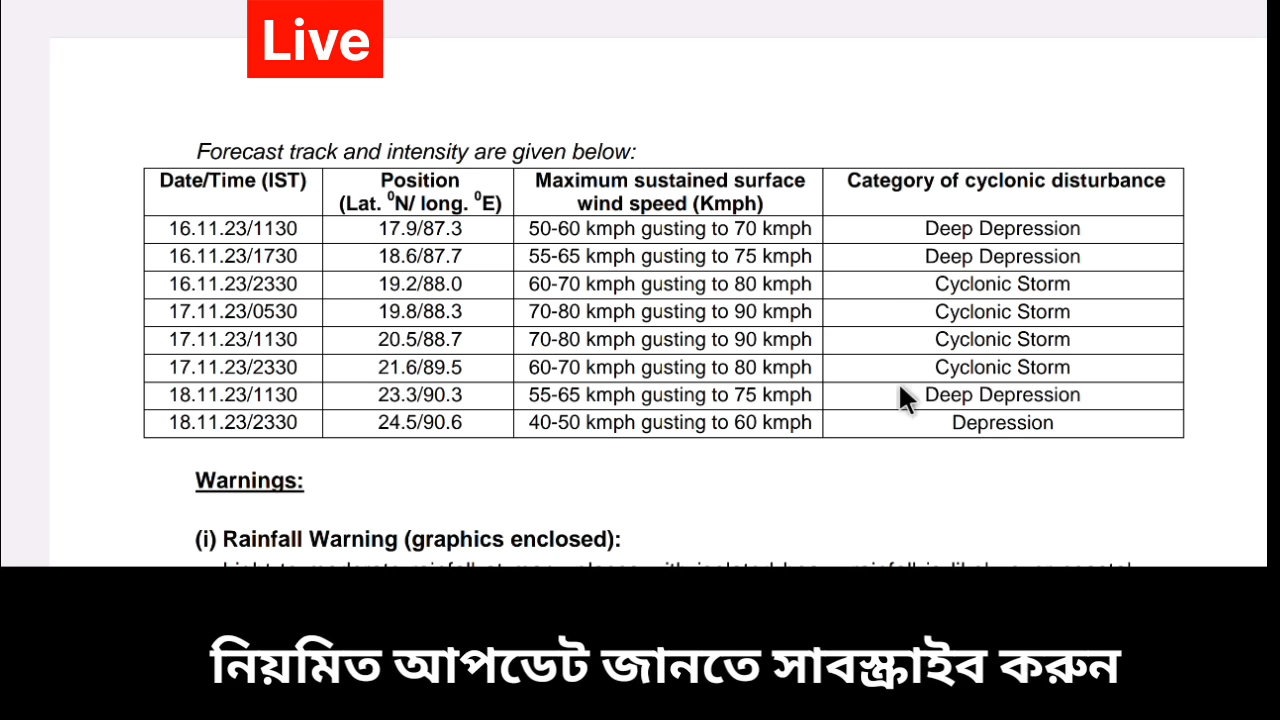 Live
Forecast track and intensity are given below:
Date/Time (IST) Position (Lat. ⁰N/ long. ⁰E) Maximum sustained surface wind speed (Kmph) Category of cyclonic disturbance
16.11.23/1130 17.9/87.3 50-60 kmph gusting to 70 kmph Deep Depression
16.11.23/1730 18.6/87.7 55-65 kmph gusting to 75 kmph Deep Depression
16.11.23/2330 19.2/88.0 60-70 kmph gusting to 80 kmph Cyclonic Storm
17.11.23/0530 19.8/88.3 70-80 kmph gusting to 90 kmph Cyclonic Storm
17.11.23/1130 20.5/88.7 70-80 kmph gusting to 90 kmph Cyclonic Storm
17.11.23/2330 21.6/89.5 60-70 kmph gusting to 80 kmph Cyclonic Storm
18.11.23/1130 23.3/90.3 55-65 kmph gusting to 75 kmph Deep Depression
18.11.23/2330 24.5/90.6 40-50 kmph gusting to 60 kmph Depression
Warnings:
(i) Rainfall Warning (graphics enclosed):
নিয়মিত আপডেট জানতে সাবস্ক্রাইব করুন